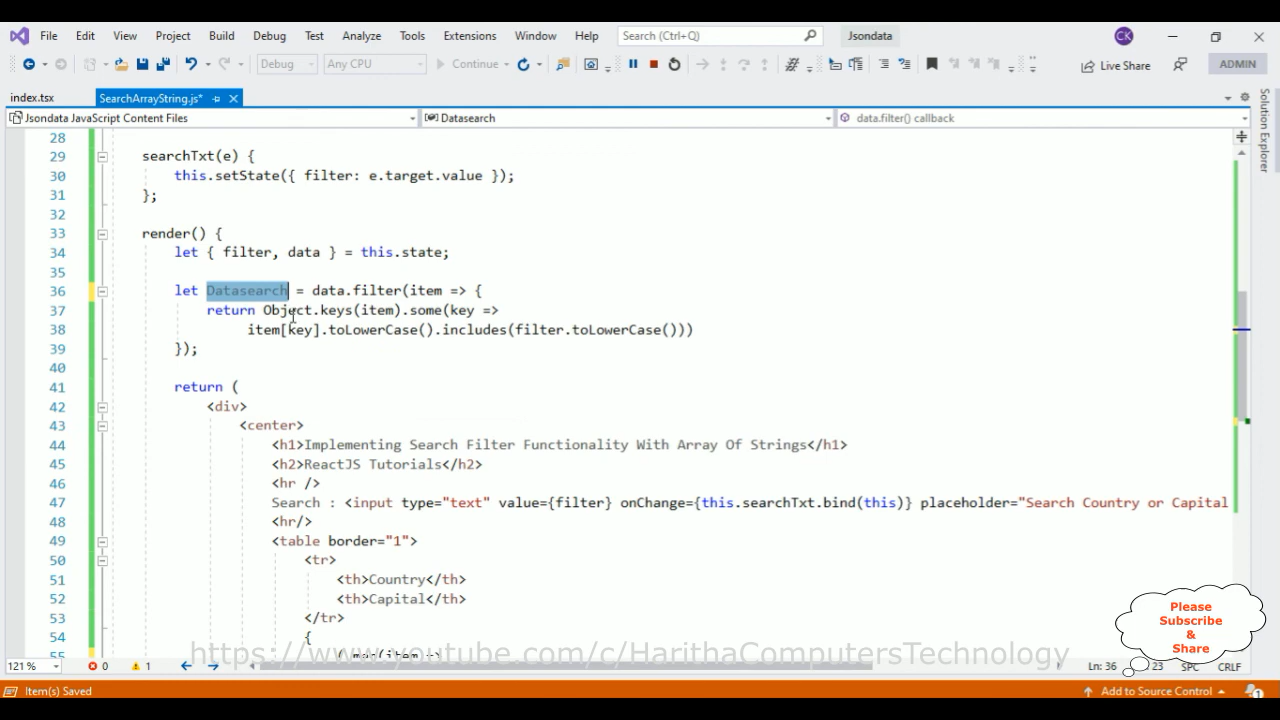 File Edit View Project Build Debug Test Analyze Tools Extensions Window Help Search (Ctrl+Q) Jsondata CK
Debug Any CPU Continue Live Share ADMIN
index.tsx SearchArrayString.js*
Jsondata JavaScript Content Files Datasearch data.filter() callback
Solution Explorer
28
29 searchTxt(e) {
30 this.setState({ filter: e.target.value });
31 };
32
33 render() {
34 let { filter, data } = this.state;
35
36 let Datasearch = data.filter(item => {
37 return Object.keys(item).some(key =>
38 item[key].toLowerCase().includes(filter.toLowerCase()))
39 });
40
41 return (
42 <div>
43 <center>
44 <h1>Implementing Search Filter Functionality With Array Of Strings</h1>
45 <h2>ReactJS Tutorials</h2>
46 <hr />
47 Search : <input type="text" value={filter} onChange={this.searchTxt.bind(this)} placeholder="Search Country or Capital
48 <hr/>
49 <table border="1">
50 <tr>
51 <th>Country</th>
52 <th>Capital</th>
53 </tr>
54 {
55
Please
Subscribe
&
Share
https://www.youtube.com/c/HarithaComputersTechnology
121 % 0 1 Ln: 36 23 SPC CRLF
Item(s) Saved Add to Source Control 1